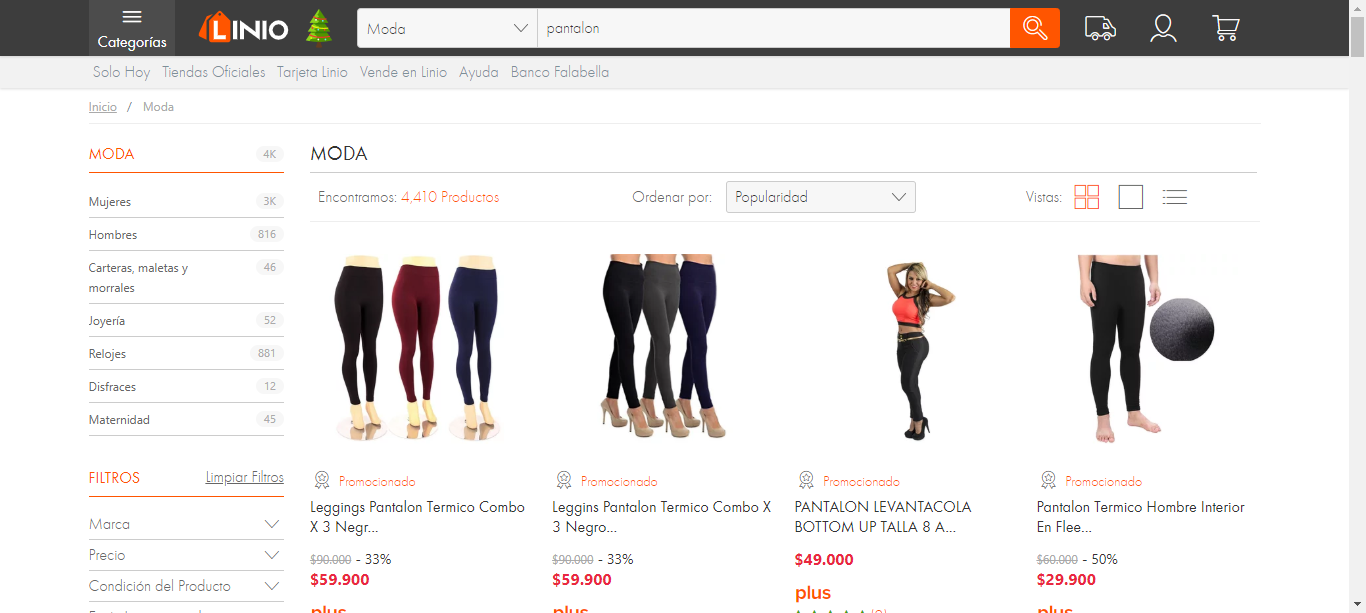 Categorías
LINIO
Moda
pantalon
Solo Hoy Tiendas Oficiales Tarjeta Linio Vende en Linio Ayuda Banco Falabella
Inicio / Moda
MODA 4K
Mujeres 3K
Hombres 816
Carteras, maletas y
morrales 46
Joyería 52
Relojes 881
Disfraces 12
Maternidad 45
FILTROS Limpiar Filtros
Marca
Precio
Condición del Producto
MODA
Encontramos: 4,410 Productos
Ordenar por: Popularidad
Vistas:
Promocionado
Leggings Pantalon Termico Combo
X 3 Negr...
$90.000 - 33%
$59.900
plus
Promocionado
Leggins Pantalon Termico Combo X
3 Negro...
$90.000 - 33%
$59.900
plus
Promocionado
PANTALON LEVANTACOLA
BOTTOM UP TALLA 8 A...
$49.000
plus
Promocionado
Pantalon Termico Hombre Interior
En Flee...
$60.000 - 50%
$29.900
plus